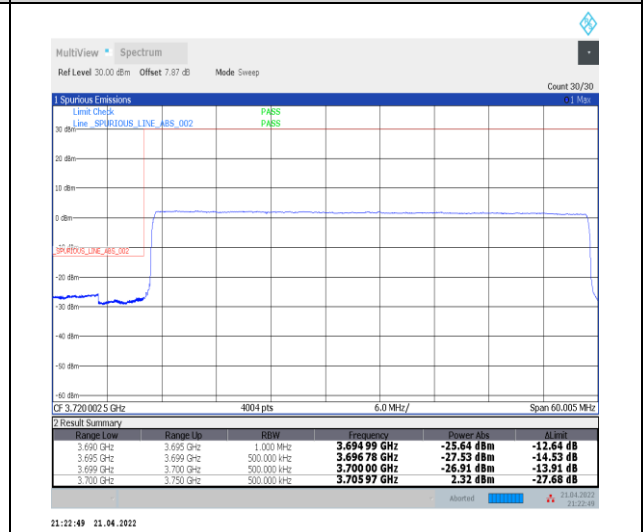 MultiView Spectrum
Ref Level 30.00 dBm Offset 7.87 dB Mode Sweep
Count 30/30
1 Spurious Emissions 1 Max
Limit Check PASS
Line _SPURIOUS_LINE_ABS_002 PASS
30 dBm
20 dBm
10 dBm
0 dBm
-10 dBm
_SPURIOUS_LINE_ABS_002
-20 dBm
-30 dBm
-40 dBm
-50 dBm
-60 dBm
CF 3.720 002 5 GHz 4004 pts 6.0 MHz/ Span 60.005 MHz
2 Result Summary
Range Low Range Up RBW Frequency Power Abs ΔLimit
3.690 GHz 3.695 GHz 1.000 MHz 3.694 99 GHz -25.64 dBm -12.64 dB
3.695 GHz 3.699 GHz 500.000 kHz 3.696 78 GHz -27.53 dBm -14.53 dB
3.699 GHz 3.700 GHz 500.000 kHz 3.700 00 GHz -26.91 dBm -13.91 dB
3.700 GHz 3.750 GHz 500.000 kHz 3.705 97 GHz 2.32 dBm -27.68 dB
Aborted 21.04.2022
21:22:49
21:22:49 21.04.2022